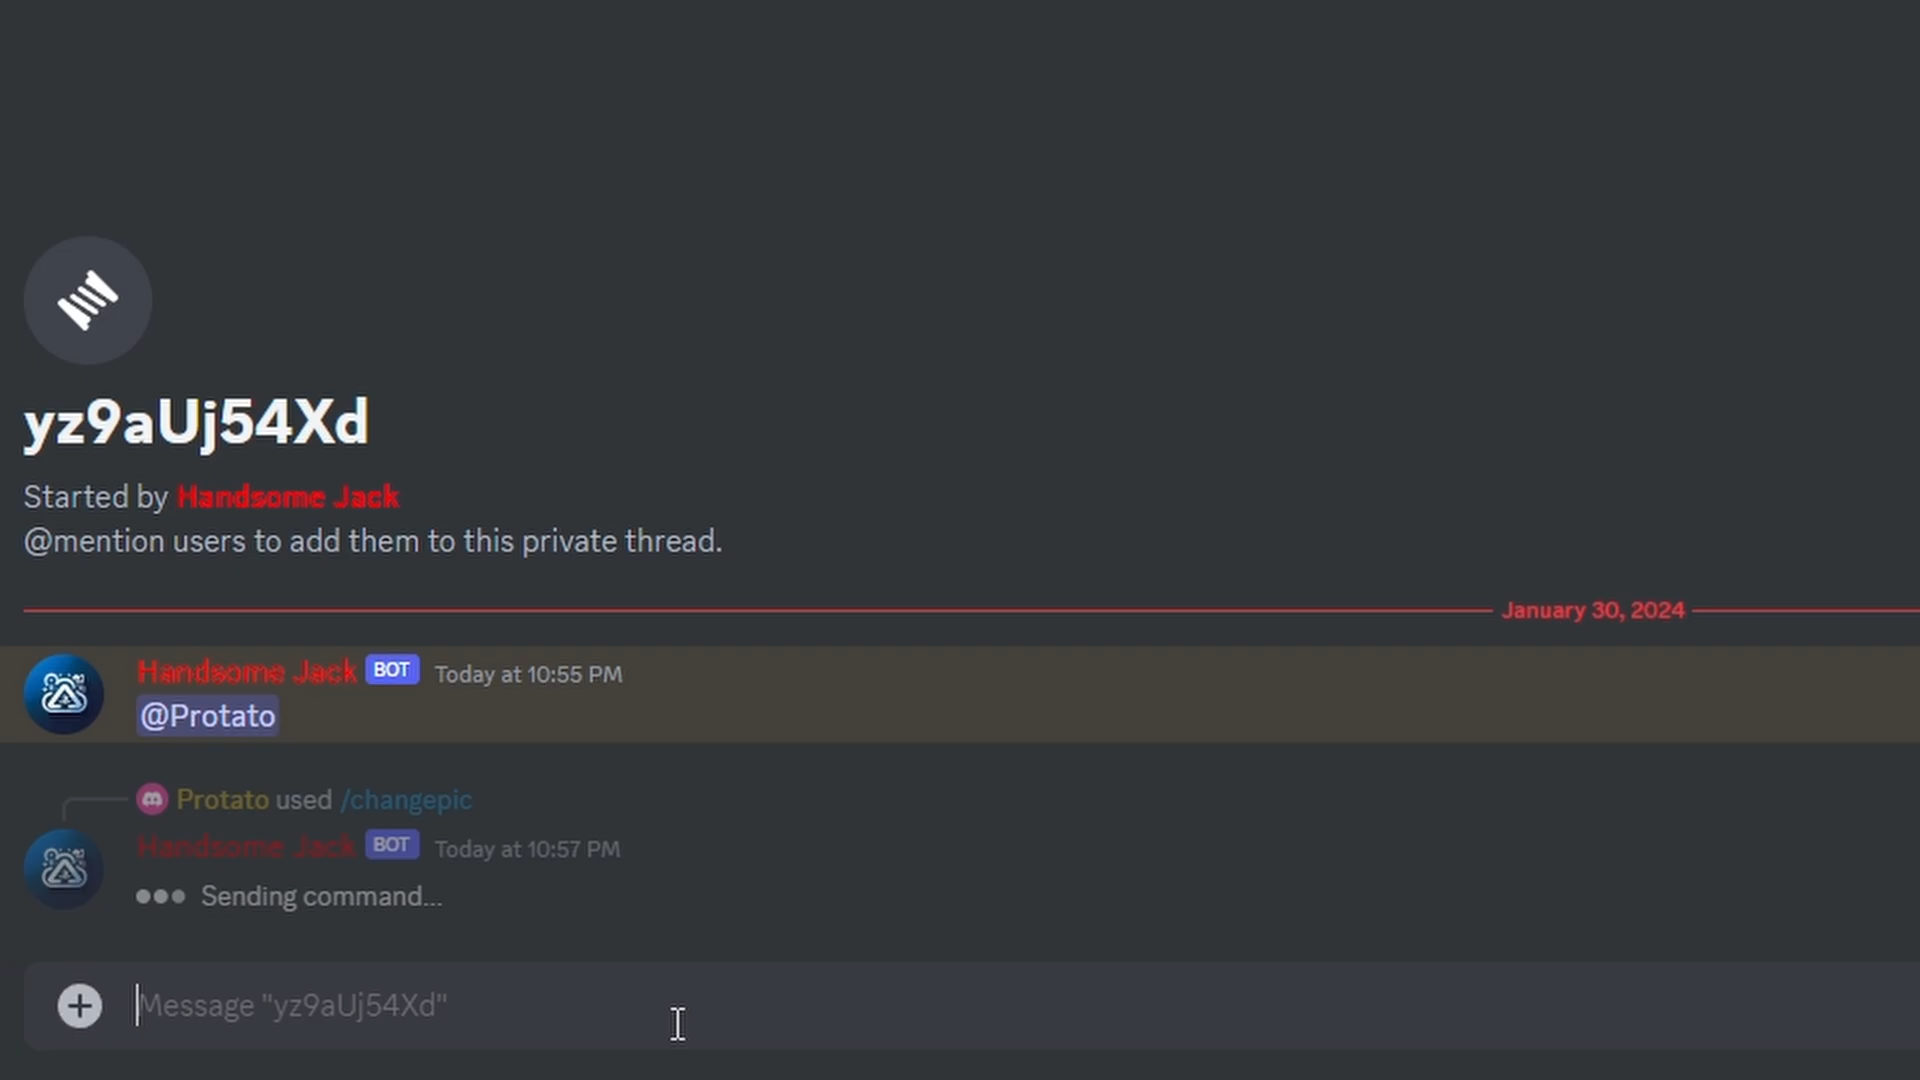 yz9aUj54Xd
Started by Handsome Jack
@mention users to add them to this private thread.
January 30, 2024
Handsome Jack BOT Today at 10:55 PM
@Protato
Protato used /changepic
Handsome Jack BOT Today at 10:57 PM
Sending command...
Message "yz9aUj54Xd"